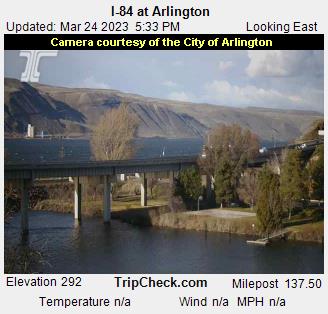 I-84 at Arlington
Updated: Mar 24 2023 5:33 PM Looking East
Camera courtesy of the City of Arlington
Elevation 292 TripCheck.com Milepost 137.50
Temperature n/a Wind n/a MPH n/a